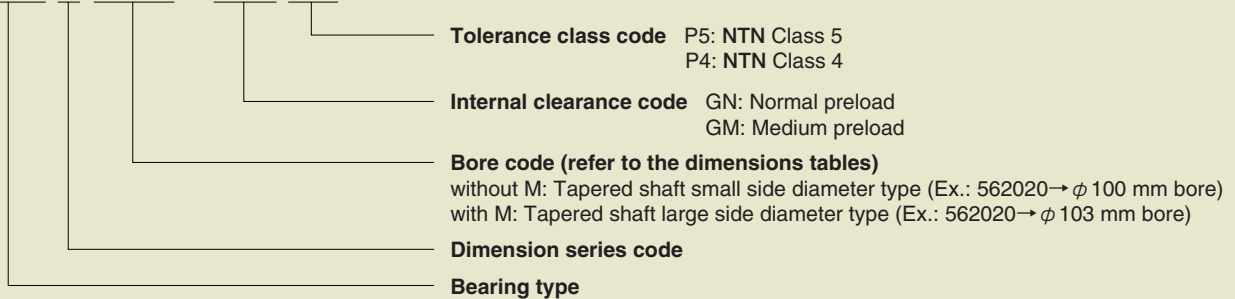 Tolerance class code P5: NTN Class 5
P4: NTN Class 4
Internal clearance code GN: Normal preload
GM: Medium preload
Bore code (refer to the dimensions tables)
without M: Tapered shaft small side diameter type (Ex.: 562020→φ100 mm bore)
with M: Tapered shaft large side diameter type (Ex.: 562020→φ103 mm bore)
Dimension series code
Bearing type